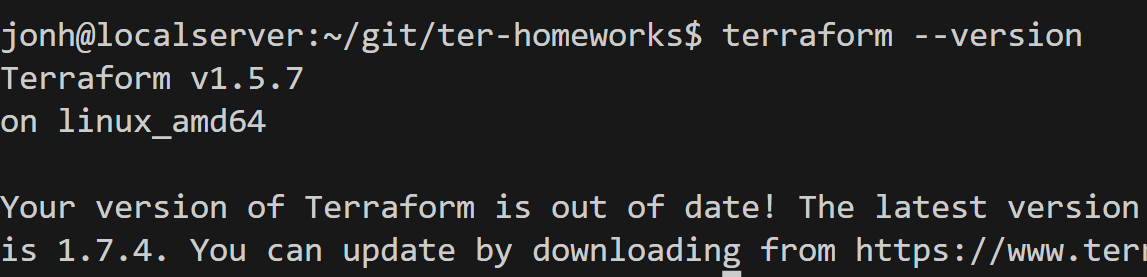 jonh@localserver:~/git/ter-homeworks$ terraform --version
Terraform v1.5.7
on linux_amd64
Your version of Terraform is out of date! The latest version
is 1.7.4. You can update by downloading from https://www.terr